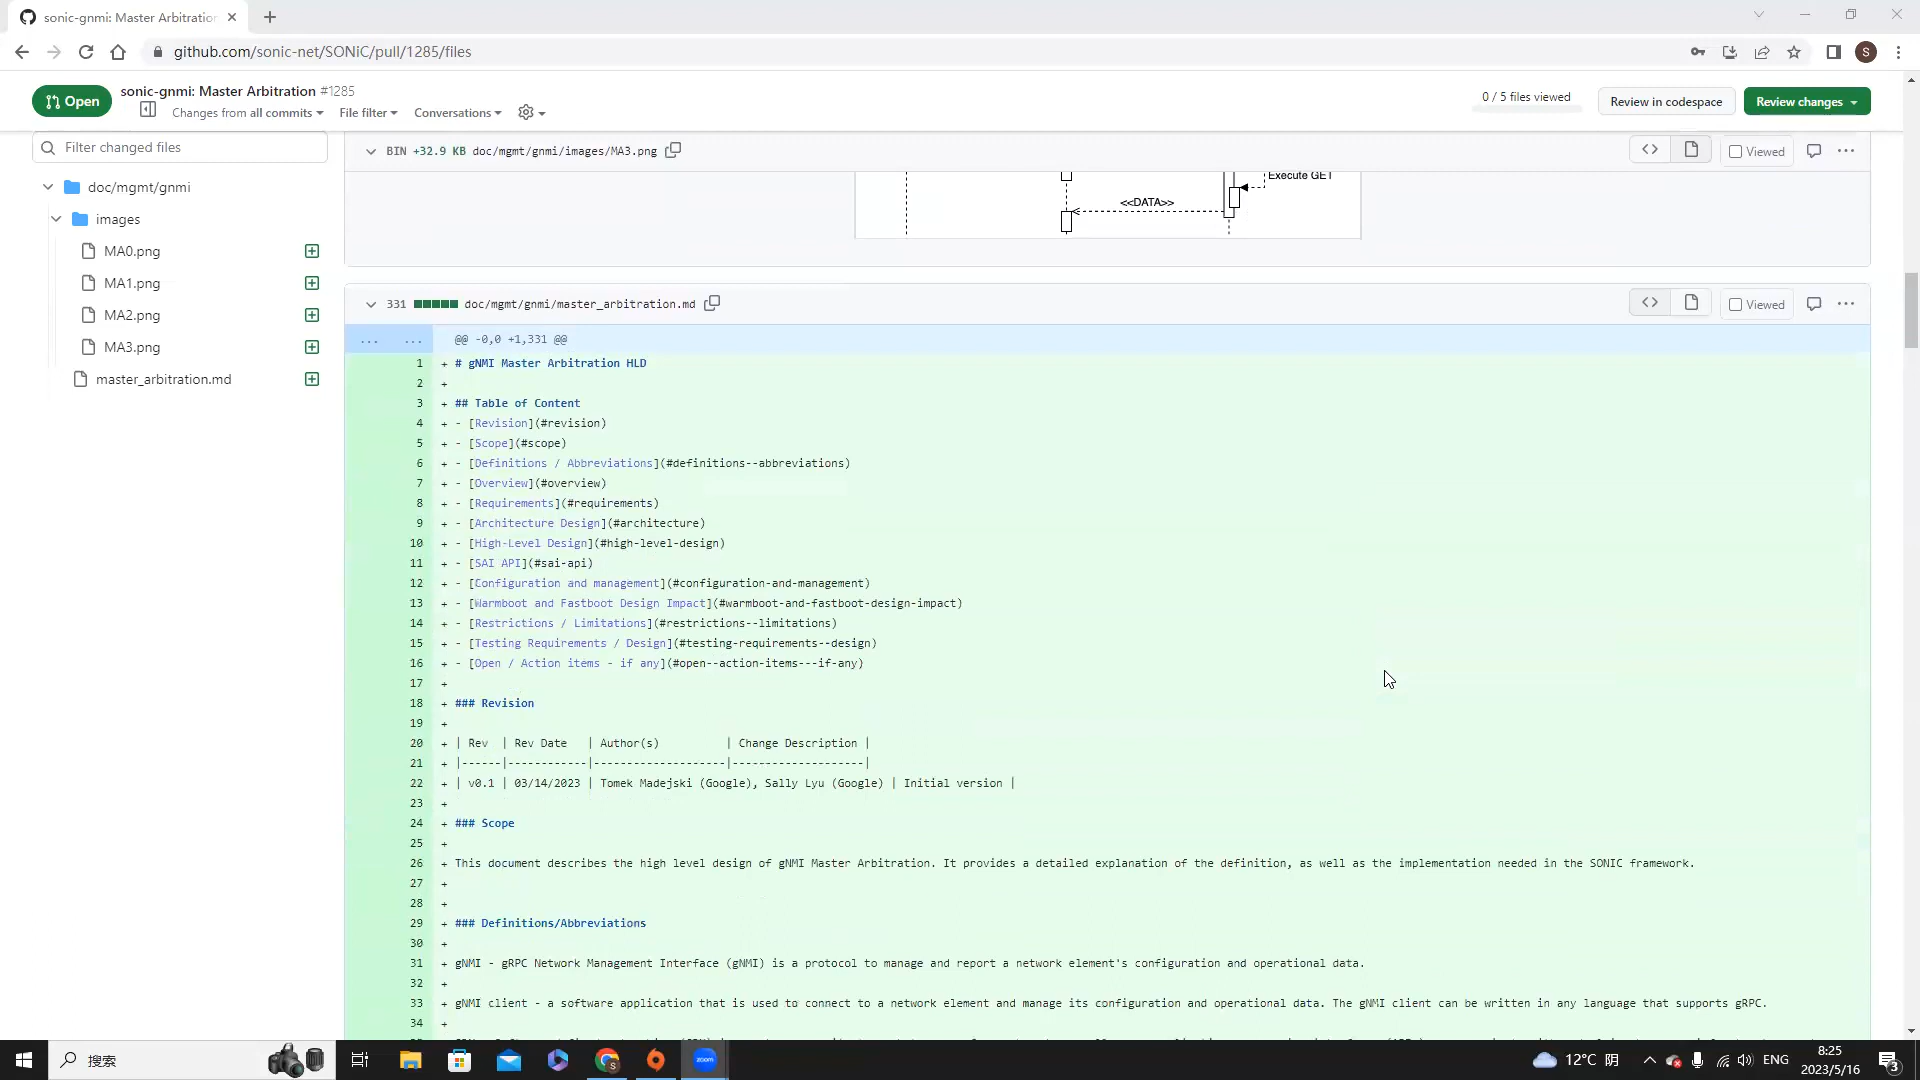 sonic-gnmi: Master Arbitration
github.com/sonic-net/SONiC/pull/1285/files
S
Open
sonic-gnmi: Master Arbitration #1285
Changes from all commits
File filter
Conversations
0 / 5 files viewed
Review in codespace
Review changes
Filter changed files
doc/mgmt/gnmi
images
MA0.png
MA1.png
MA2.png
MA3.png
master_arbitration.md
BIN +32.9 KB doc/mgmt/gnmi/images/MA3.png
Viewed
Execute GET
<<DATA>>
331 doc/mgmt/gnmi/master_arbitration.md
Viewed
... ... @@ -0,0 +1,331 @@
1 + # gNMI Master Arbitration HLD
2 +
3 + ## Table of Content
4 + - [Revision](#revision)
5 + - [Scope](#scope)
6 + - [Definitions / Abbreviations](#definitions--abbreviations)
7 + - [Overview](#overview)
8 + - [Requirements](#requirements)
9 + - [Architecture Design](#architecture)
10 + - [High-Level Design](#high-level-design)
11 + - [SAI API](#sai-api)
12 + - [Configuration and management](#configuration-and-management)
13 + - [Warmboot and Fastboot Design Impact](#warmboot-and-fastboot-design-impact)
14 + - [Restrictions / Limitations](#restrictions--limitations)
15 + - [Testing Requirements / Design](#testing-requirements--design)
16 + - [Open / Action items - if any](#open--action-items---if-any)
17 +
18 + ### Revision
19 +
20 + | Rev | Rev Date | Author(s) | Change Description |
21 + |------|------------|--------------------|--------------------|
22 + | v0.1 | 03/14/2023 | Tomek Madejski (Google), Sally Lyu (Google) | Initial version |
23 +
24 + ### Scope
25 +
26 + This document describes the high level design of gNMI Master Arbitration. It provides a detailed explanation of the definition, as well as the implementation needed in the SONIC framework.
27 +
28 +
29 + ### Definitions/Abbreviations
30 +
31 + gNMI - gRPC Network Management Interface (gNMI) is a protocol to manage and report a network element's configuration and operational data.
32 +
33 + gNMI client - a software application that is used to connect to a network element and manage its configuration and operational data. The gNMI client can be written in any language that supports gRPC.
34 +
搜索
zoom
12°C 阴
ENG
8:25
2023/5/16
3